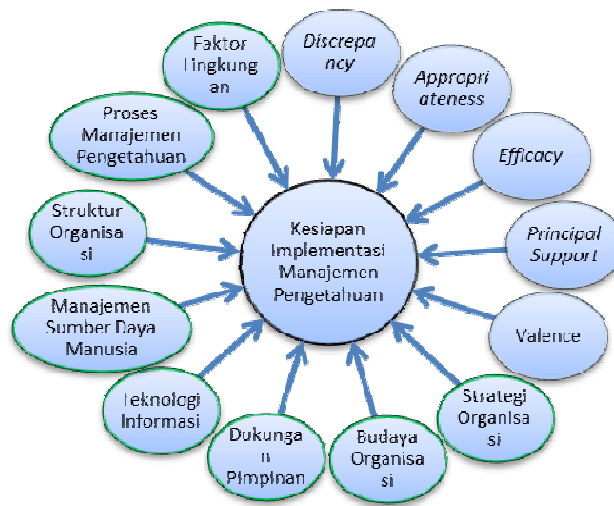 Discrepa
ncy
Appropri
ateness
Efficacy
Principal
Support
Valence
Strategi
Organisa
si
Budaya
Organisa
si
Dukunga
n
Pimpinan
Teknologi
Informasi
Manajemen
Sumber Daya
Manusia
Struktur
Organisa
si
Proses
Manajemen
Pengetahuan
Faktor
Lingkung
an
Kesiapan
Implementasi
Manajemen
Pengetahuan